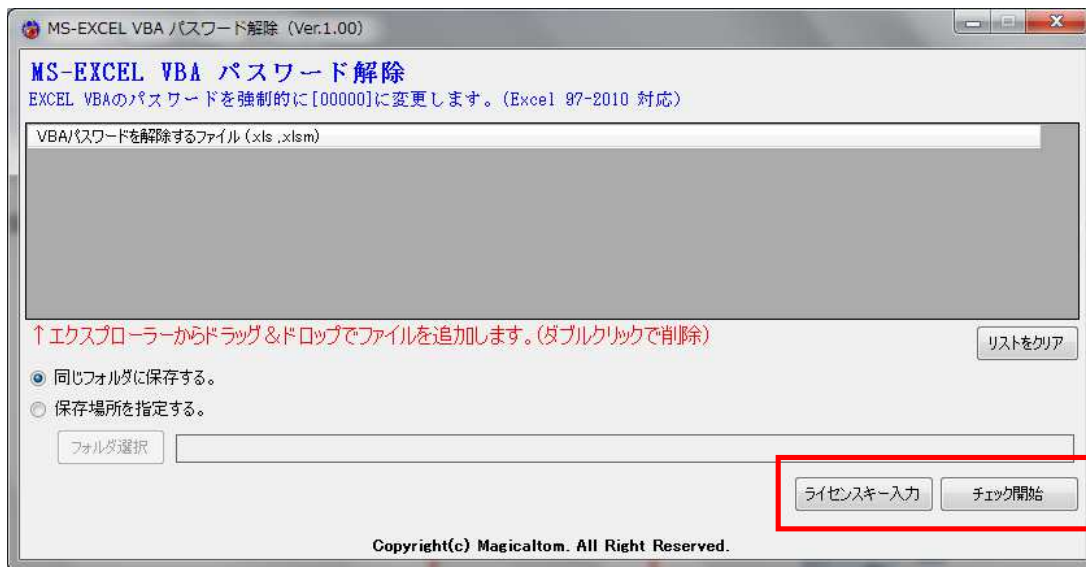 MS-EXCEL VBA パスワード解除 (Ver.1.00)
MS-EXCEL VBA パスワード解除
EXCEL VBAのパスワードを強制的に[00000]に変更します。(Excel 97-2010 対応)
VBAパスワードを解除するファイル(xls ,xlsm)
↑エクスプローラーからドラッグ&ドロップでファイルを追加します。(ダブルクリックで削除)
リストをクリア
同じフォルダに保存する。
保存場所を指定する。
フォルダ選択
ライセンスキー入力
チェック開始
Copyright(c) Magicaltom. All Right Reserved.